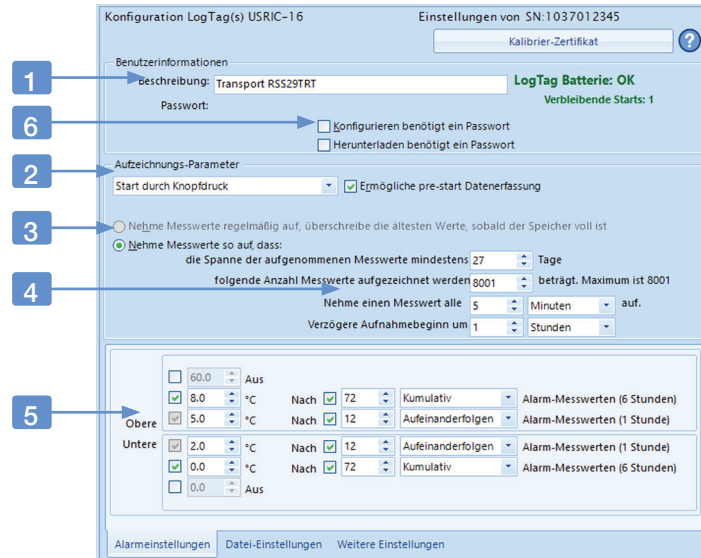 Konfiguration LogTag(s) USRIC-16 Einstellungen von SN:1037012345
Kalibrier-Zertifikat ?
Benutzerinformationen
1 Beschreibung: Transport RSS29TRT LogTag Batterie: OK
Passwort: Verbleibende Starts: 1
6 Konfigurieren benötigt ein Passwort
Herunterladen benötigt ein Passwort
2 Aufzeichnungs-Parameter
Start durch Knopfdruck Ermögliche pre-start Datenerfassung
3 Nehme Messwerte regelmäßig auf, überschreibe die ältesten Werte, sobald der Speicher voll ist
Nehme Messwerte so auf, dass:
die Spanne der aufgenommenen Messwerte mindestens 27 Tage
4 folgende Anzahl Messwerte aufgezeichnet werden 8001 beträgt. Maximum ist 8001
Nehme einen Messwert alle 5 Minuten auf.
Verzögere Aufnahmebeginn um 1 Stunden
60.0 Aus
8.0 °C Nach 72 Kumulativ Alarm-Messwerten (6 Stunden)
5 Obere 5.0 °C Nach 12 Aufeinanderfolgen Alarm-Messwerten (1 Stunde)
Untere 2.0 °C Nach 12 Aufeinanderfolgen Alarm-Messwerten (1 Stunde)
0.0 °C Nach 72 Kumulativ Alarm-Messwerten (6 Stunden)
0.0 Aus
Alarmeinstellungen Datei-Einstellungen Weitere Einstellungen